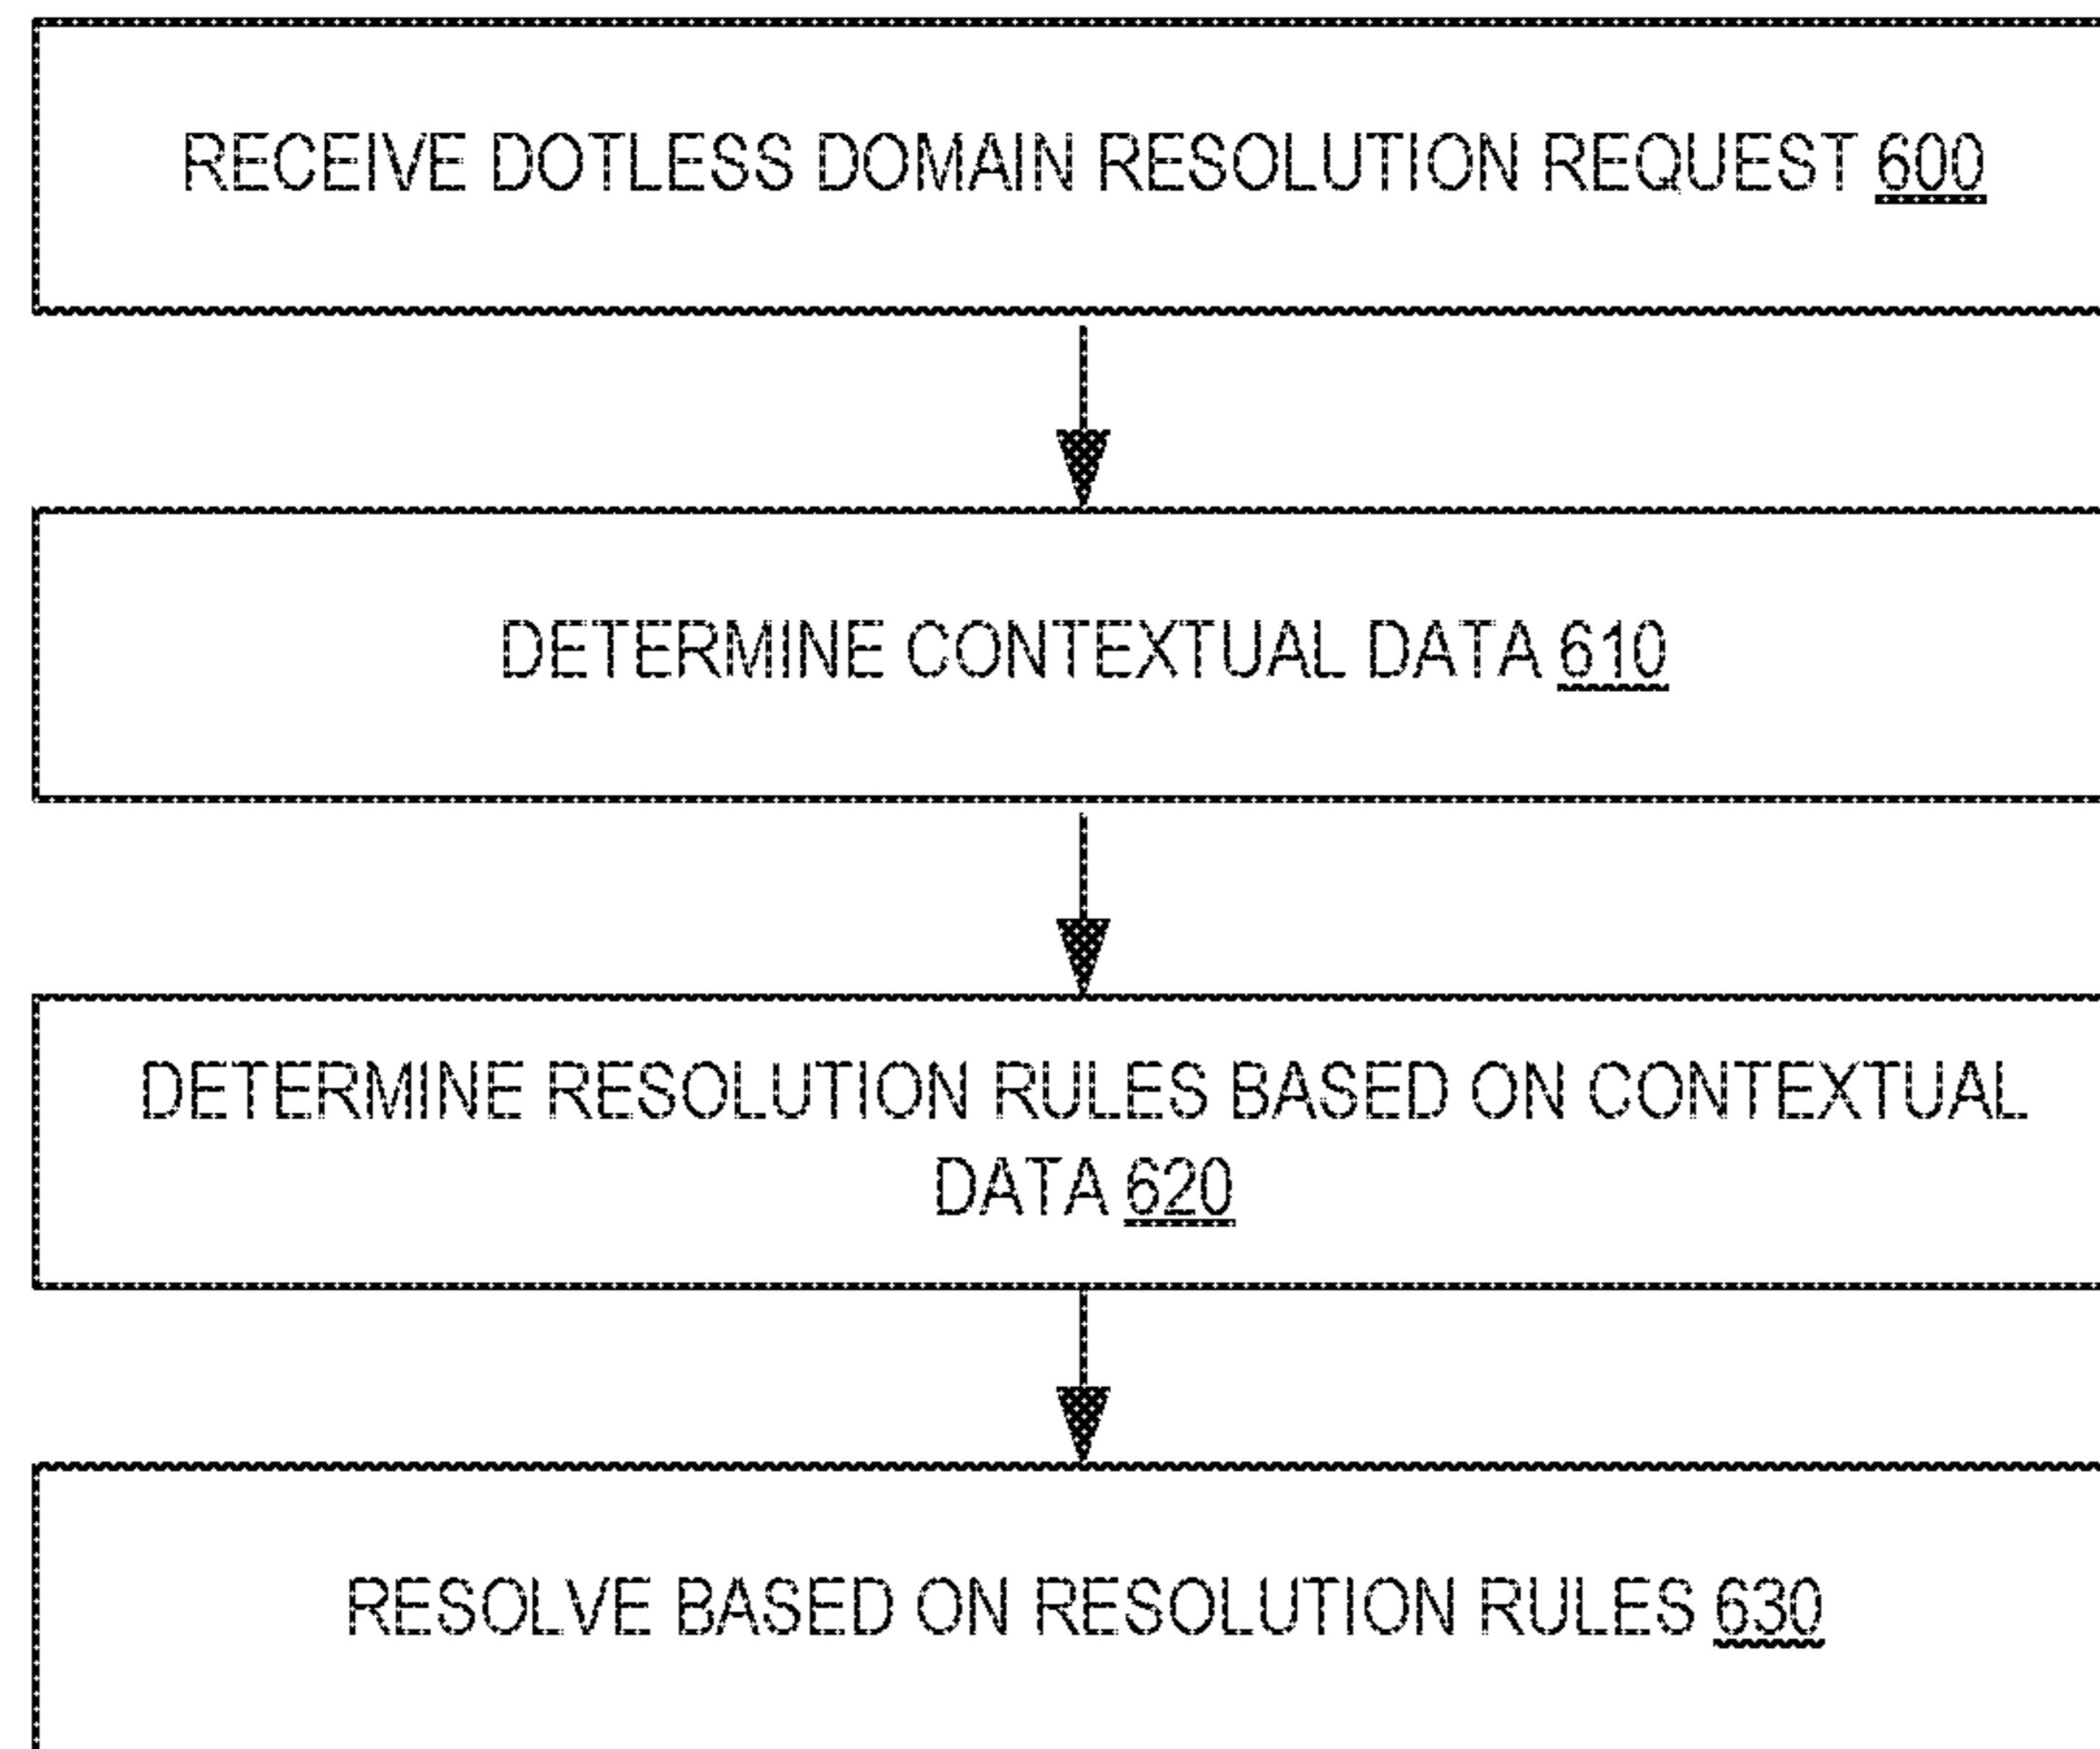 RECEIVE DOTLESS DOMAIN RESOLUTION REQUEST 600
DETERMINE CONTEXTUAL DATA 610
DETERMINE RESOLUTION RULES BASED ON CONTEXTUAL
DATA 620
RESOLVE BASED ON RESOLUTION RULES 630